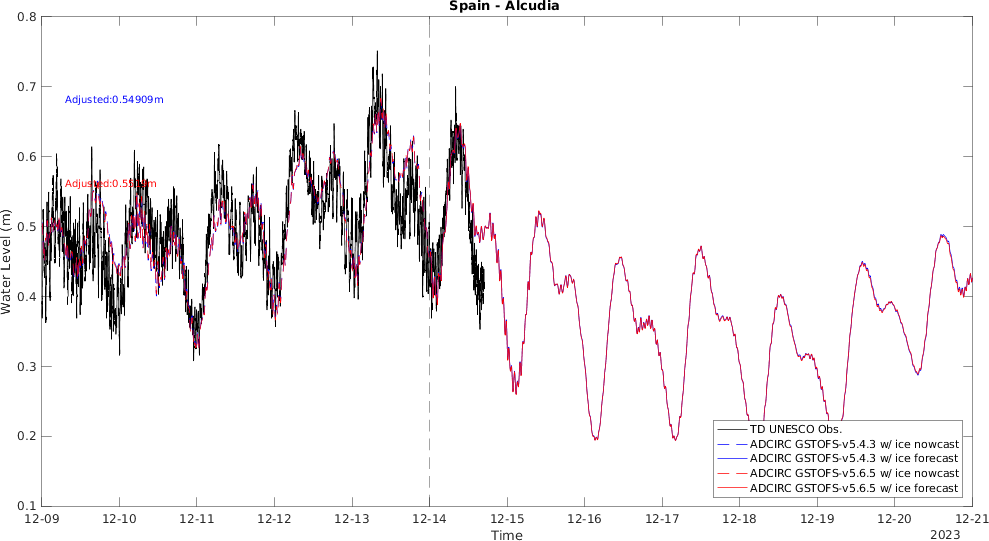 Spain - Alcudia
0.8
0.7
0.6
0.5
0.4
0.3
0.2
0.1
Water Level (m)
Adjusted:0.54909m
TD UNESCO Obs.
ADCIRC GSTOFS-v5.4.3 w/ ice nowcast
ADCIRC GSTOFS-v5.4.3 w/ ice forecast
ADCIRC GSTOFS-v5.6.5 w/ ice nowcast
ADCIRC GSTOFS-v5.6.5 w/ ice forecast
12-09 12-10 12-11 12-12 12-13 12-14 12-15 12-16 12-17 12-18 12-19 12-20 12-21
Time
2023